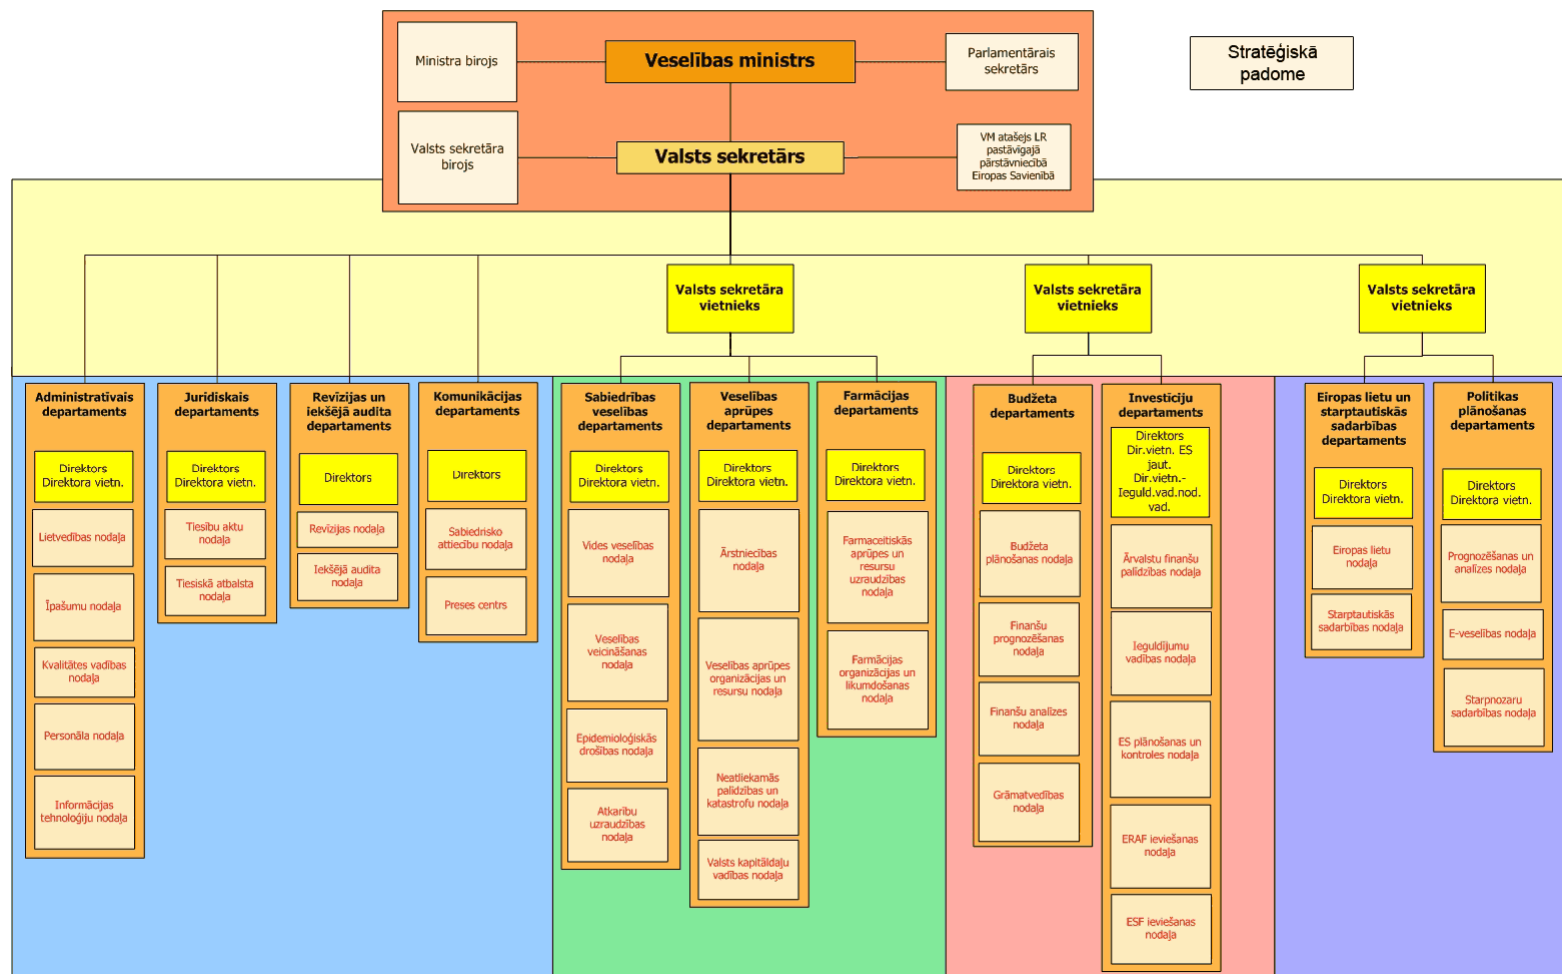 Ministra birojs
Veselības ministrs
Parlamentārais
sekretārs
Stratēģiskā
padome
Valsts sekretāra
birojs
Valsts sekretārs
VM atašejs LR
pastāvīgajā
pārstāvniecībā
Eiropas Savienībā
Valsts sekretāra
vietnieks
Valsts sekretāra
vietnieks
Valsts sekretāra
vietnieks
Administratīvais
departaments
Direktors
Direktora vietn.
Lietvedības nodaļa
Īpašumu nodaļa
Kvalitātes vadības
nodaļa
Personāla nodaļa
Informācijas
tehnoloģiju nodaļa
Juridiskais
departaments
Direktors
Direktora vietn.
Tiesību aktu
nodaļa
Tiesiskā atbalsta
nodaļa
Revīzijas un
iekšējā audita
departaments
Direktors
Revīzijas nodaļa
Iekšējā audita
nodaļa
Komunikācijas
departaments
Direktors
Sabiedrisko
attiecību nodaļa
Preses centrs
Sabiedrības
veselības
departaments
Direktors
Direktora vietn.
Vides veselības
nodaļa
Veselības
veicināšanas
nodaļa
Epidemioloģiskās
drošības nodaļa
Atkarību
uzraudzības
nodaļa
Veselības
aprūpes
departaments
Direktors
Direktora vietn.
Ārstniecības
nodaļa
Veselības aprūpes
organizācijas un
resursu nodaļa
Neatliekamās
palīdzības un
katastrofu nodaļa
Valsts kapitāldaļu
vadības nodaļa
Farmācijas
departaments
Direktors
Direktora vietn.
Farmaceitiskās
aprūpes un
resursu
uzraudzības
nodaļa
Farmācijas
organizācijas un
likumdošanas
nodaļa
Budžeta
departaments
Direktors
Direktora vietn.
Budžeta
plānošanas nodaļa
Finanšu
prognozēšanas
nodaļa
Finanšu analīzes
nodaļa
Grāmatvedības
nodaļa
Investīciju
departaments
Direktors
Dir.vietn. ES
jaut.
Dir.vietn.-
Ieguld.vad.nod.
vad.
Ārvalstu finanšu
palīdzības nodaļa
Ieguldījumu
vadības nodaļa
ES plānošanas un
kontroles nodaļa
ERAF ieviešanas
nodaļa
ESF ieviešanas
nodaļa
Eiropas lietu un
starptautiskās
sadarbības
departaments
Direktors
Direktora vietn.
Eiropas lietu
nodaļa
Starptautiskās
sadarbības nodaļa
Politikas
plānošanas
departaments
Direktors
Direktora vietn.
Prognozēšanas un
analīzes nodaļa
E-veselības nodaļa
Starpnozaru
sadarbības nodaļa